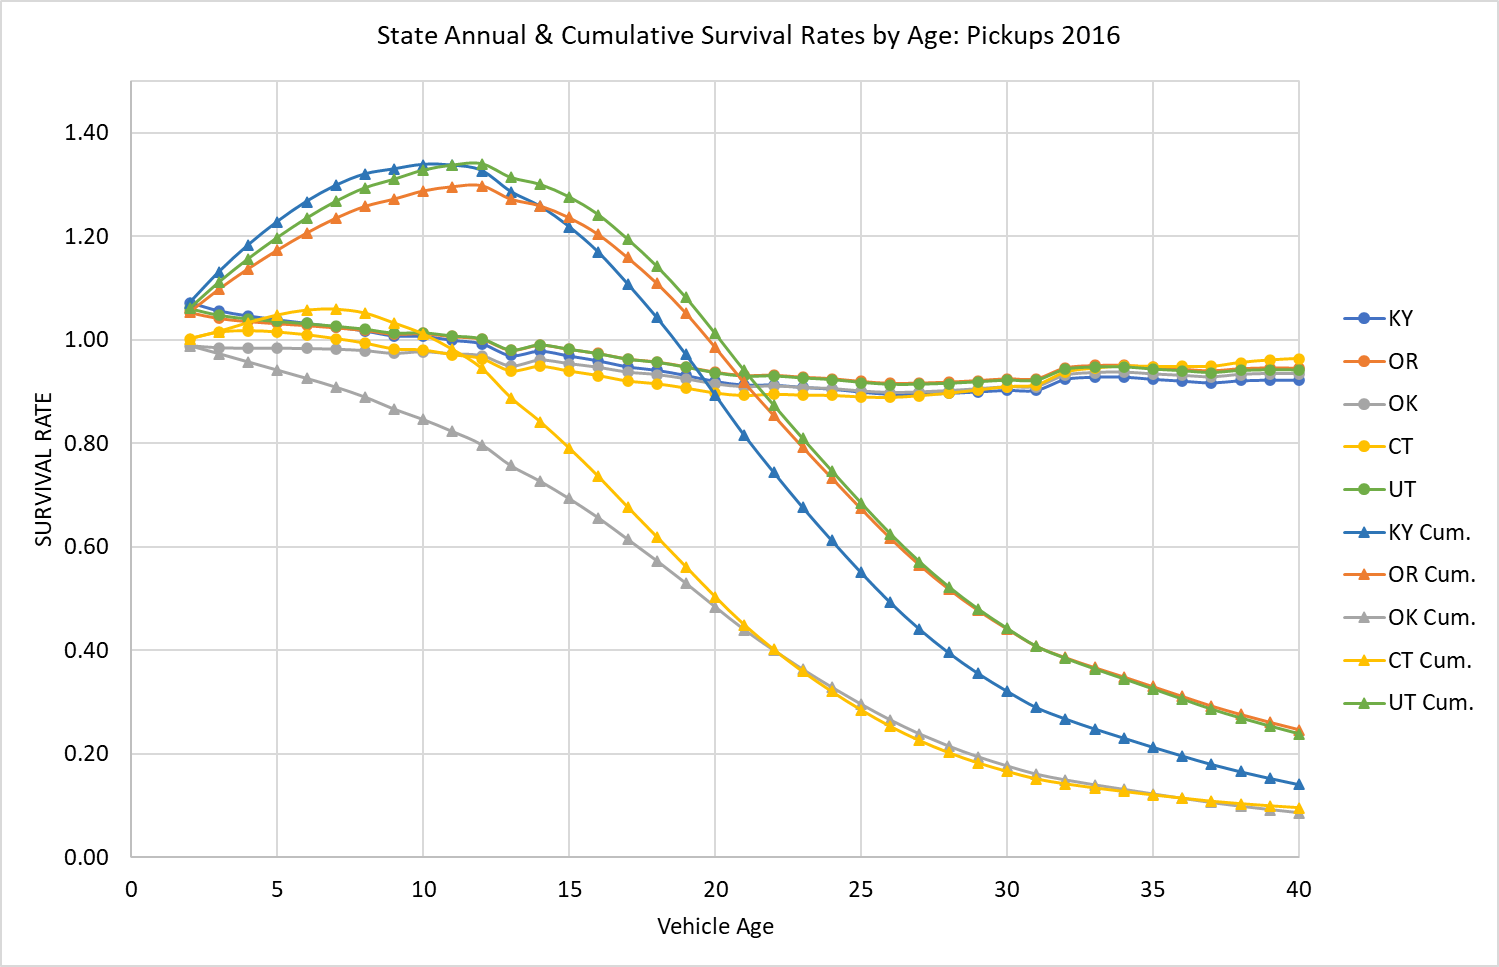 State Annual & Cumulative Survival Rates by Age: Pickups 2016
1.40
1.20
1.00
0.80
0.60
0.40
0.20
0.00
SURVIVAL RATE
0 5 10 15 20 25 30 35 40
Vehicle Age
KY
OR
OK
CT
UT
KY Cum.
OR Cum.
OK Cum.
CT Cum.
UT Cum.